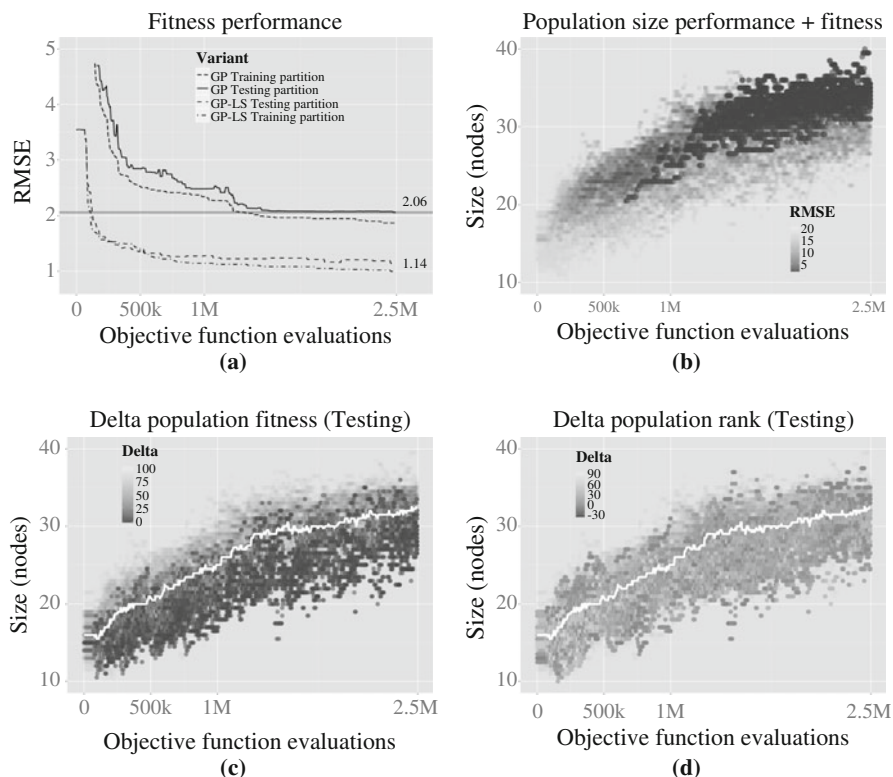 Fitness performance
5
4
3
2
1
RMSE
Variant
GP Training partition
GP Testing partition
GP-LS Testing partition
GP-LS Training partition
2.06
1.14
0
500k
1M
2.5M
Objective function evaluations
(a)
Population size performance + fitness
40
30
20
10
Size (nodes)
RMSE
20
15
10
5
0
500k
1M
2.5M
Objective function evaluations
(b)
Delta population fitness (Testing)
40
30
20
10
Size (nodes)
Delta
100
75
50
25
0
0
500k
1M
2.5M
Objective function evaluations
(c)
Delta population rank (Testing)
40
30
20
10
Size (nodes)
Delta
90
60
30
0
-30
0
500k
1M
2.5M
Objective function evaluations
(d)